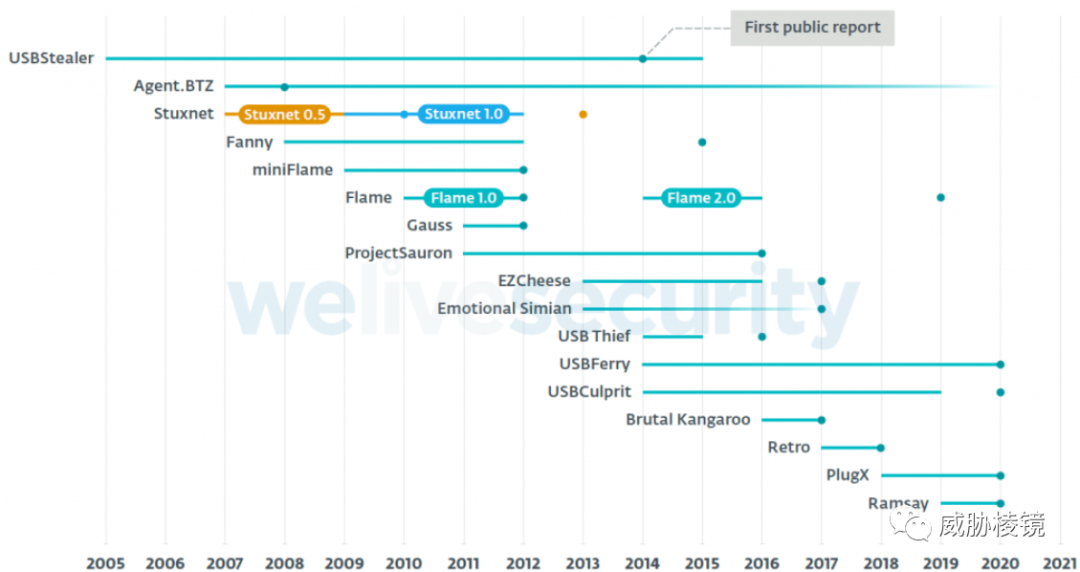 First public report
USBStealer
Agent.BTZ
Stuxnet Stuxnet 0.5 Stuxnet 1.0
Fanny
miniFlame
Flame Flame 1.0 Flame 2.0
Gauss
ProjectSauron
EZCheese
welivesecurity
Emotional Simian
USB Thief
USBFerry
USBCulprit
Brutal Kangaroo
Retro
PlugX
Ramsay
威胁棱镜
2005 2006 2007 2008 2009 2010 2011 2012 2013 2014 2015 2016 2017 2018 2019 2020 2021